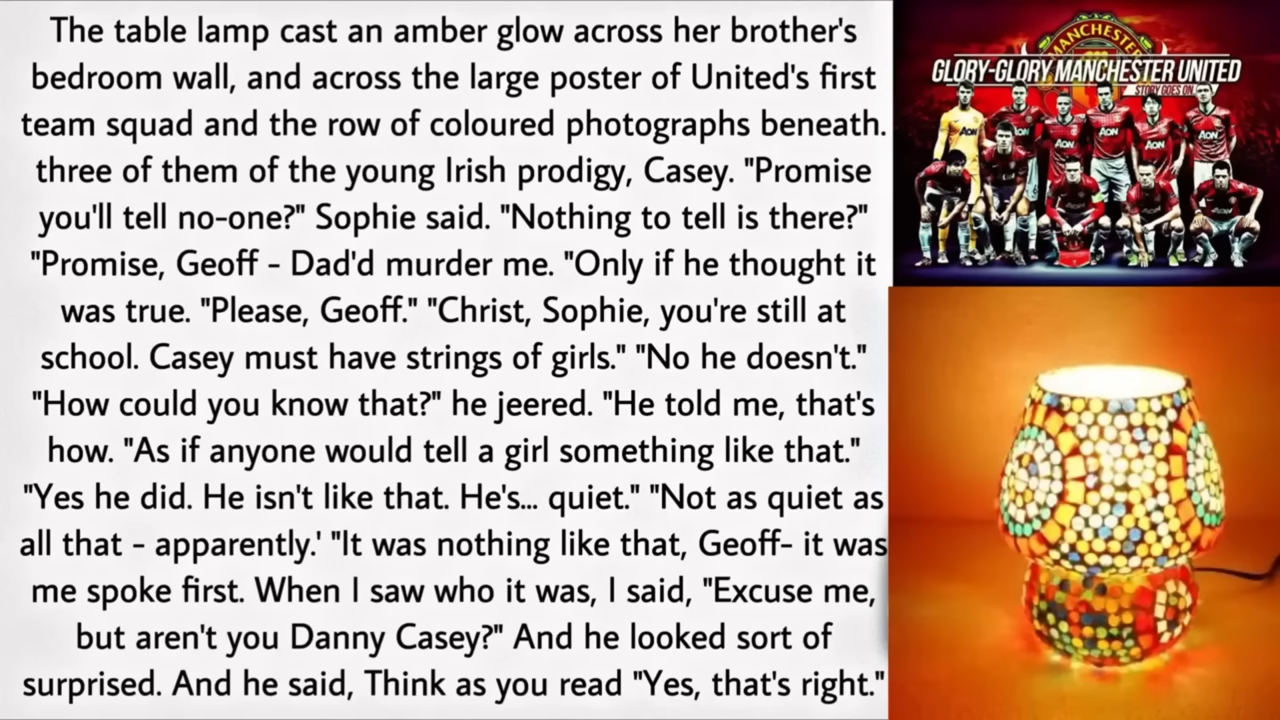 The table lamp cast an amber glow across her brother's
bedroom wall, and across the large poster of United's first
team squad and the row of coloured photographs beneath.
three of them of the young Irish prodigy, Casey. "Promise
you'll tell no-one?" Sophie said. "Nothing to tell is there?"
"Promise, Geoff - Dad'd murder me. "Only if he thought it
was true. "Please, Geoff." "Christ, Sophie, you're still at
school. Casey must have strings of girls." "No he doesn't."
"How could you know that?" he jeered. "He told me, that's
how. "As if anyone would tell a girl something like that."
"Yes he did. He isn't like that. He's... quiet." "Not as quiet as
all that - apparently.' "It was nothing like that, Geoff- it was
me spoke first. When I saw who it was, I said, "Excuse me,
but aren't you Danny Casey?" And he looked sort of
surprised. And he said, Think as you read "Yes, that's right."
MANCHESTER
GLORY-GLORY MANCHESTER UNITED
STORY GOES ON
AON
AON
AON
AON
AON
AON